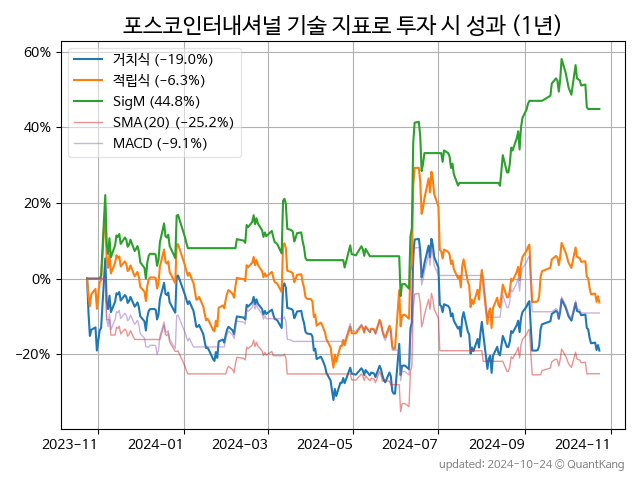 포스코인터내셔널 기술 지표로 투자 시 성과 (1년)
60%
40%
20%
0%
−20%
거치식 (−19.0%)
적립식 (−6.3%)
SigM (44.8%)
SMA(20) (−25.2%)
MACD (−9.1%)
2023−11
2024−01
2024−03
2024−05
2024−07
2024−09
2024−11
updated: 2024−10−24 © QuantKang